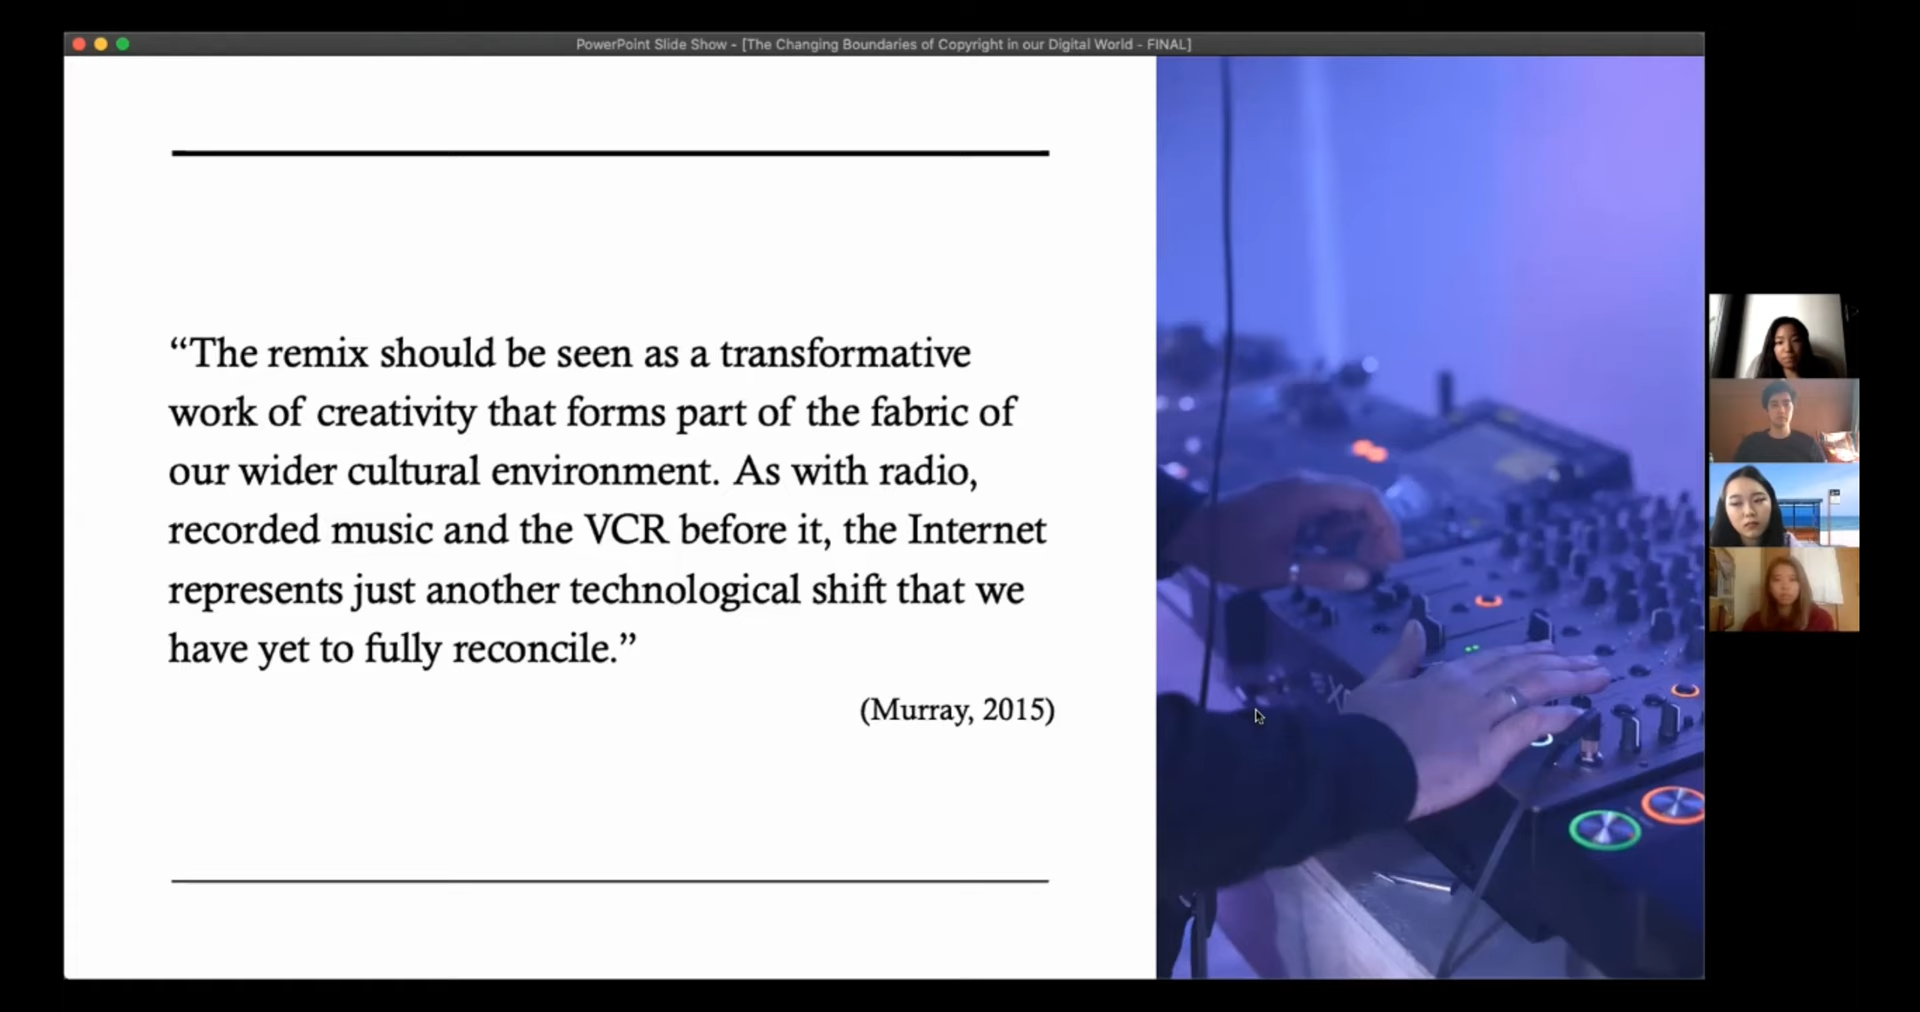 PowerPoint Slide Show - [The Changing Boundaries of Copyright in our Digital World - FINAL]
“The remix should be seen as a transformative
work of creativity that forms part of the fabric of
our wider cultural environment. As with radio,
recorded music and the VCR before it, the Internet
represents just another technological shift that we
have yet to fully reconcile.”
(Murray, 2015)